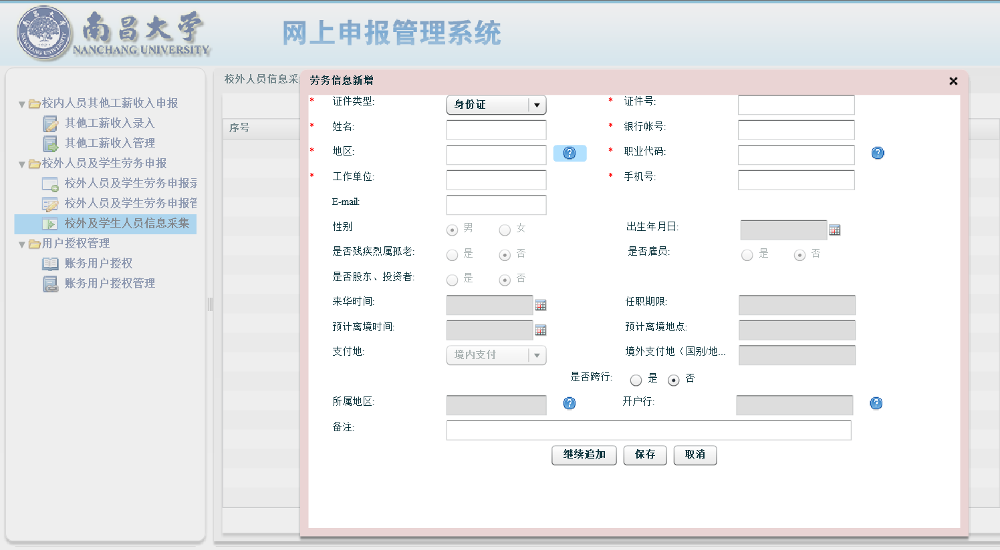 南昌大学
NANCHANG UNIVERSITY
网上申报管理系统
校内人员其他工薪收入申报
其他工薪收入录入
其他工薪收入管理
校外人员及学生劳务申报
校外人员及学生劳务申报录
校外人员及学生劳务申报管
校外及学生人员信息采集
用户授权管理
账务用户授权
账务用户授权管理
校外人员信息采
序号
劳务信息新增
* 证件类型: 身份证 * 证件号:
* 姓名: * 银行帐号:
* 地区: * 职业代码:
* 工作单位: * 手机号:
E-mail:
性别 男 女 出生年月日:
是否残疾烈属孤老: 是 否 是否雇员: 是 否
是否股东、投资者: 是 否
来华时间: 任职期限:
预计离境时间: 预计离境地点:
支付地: 境内支付 境外支付地（国别/地...
是否跨行: 是 否
所属地区: 开户行:
备注:
继续追加 保存 取消